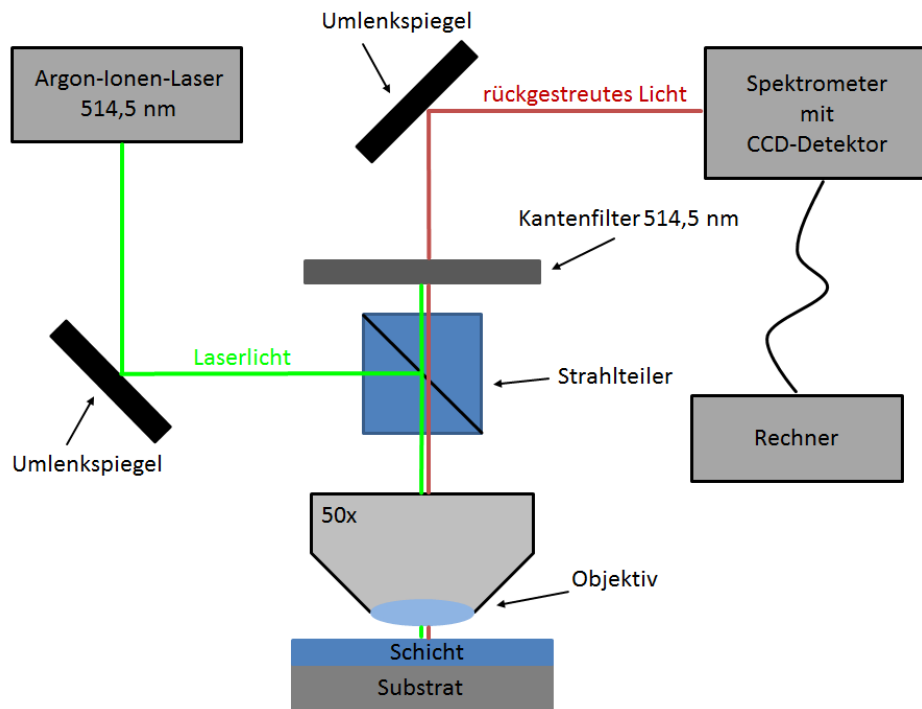 Umlenkspiegel
Argon-Ionen-Laser
514,5 nm
rückgestreutes Licht
Spektrometer
mit
CCD-Detektor
Kantenfilter 514,5 nm
Laserlicht
Strahlteiler
Umlenkspiegel
Rechner
50x
Objektiv
Schicht
Substrat